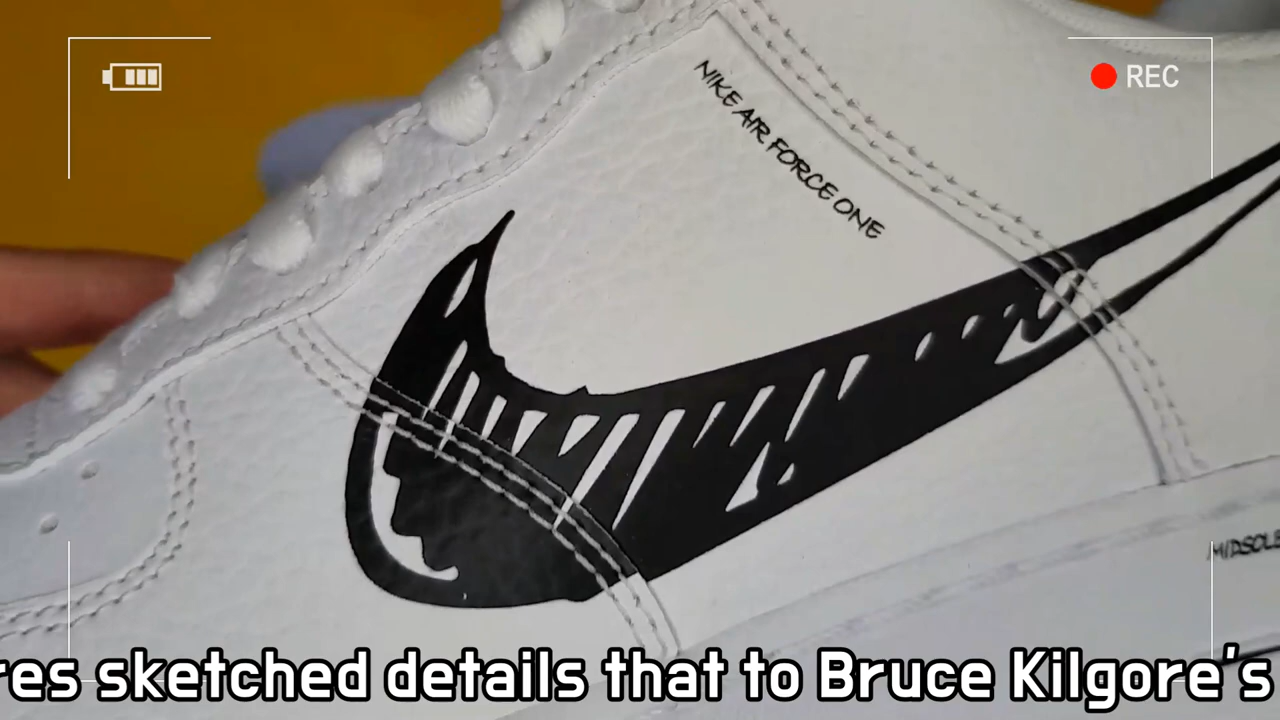 REC
NIKE AIR FORCE ONE
MIDSOLE
res sketched details that to Bruce Kilgore's